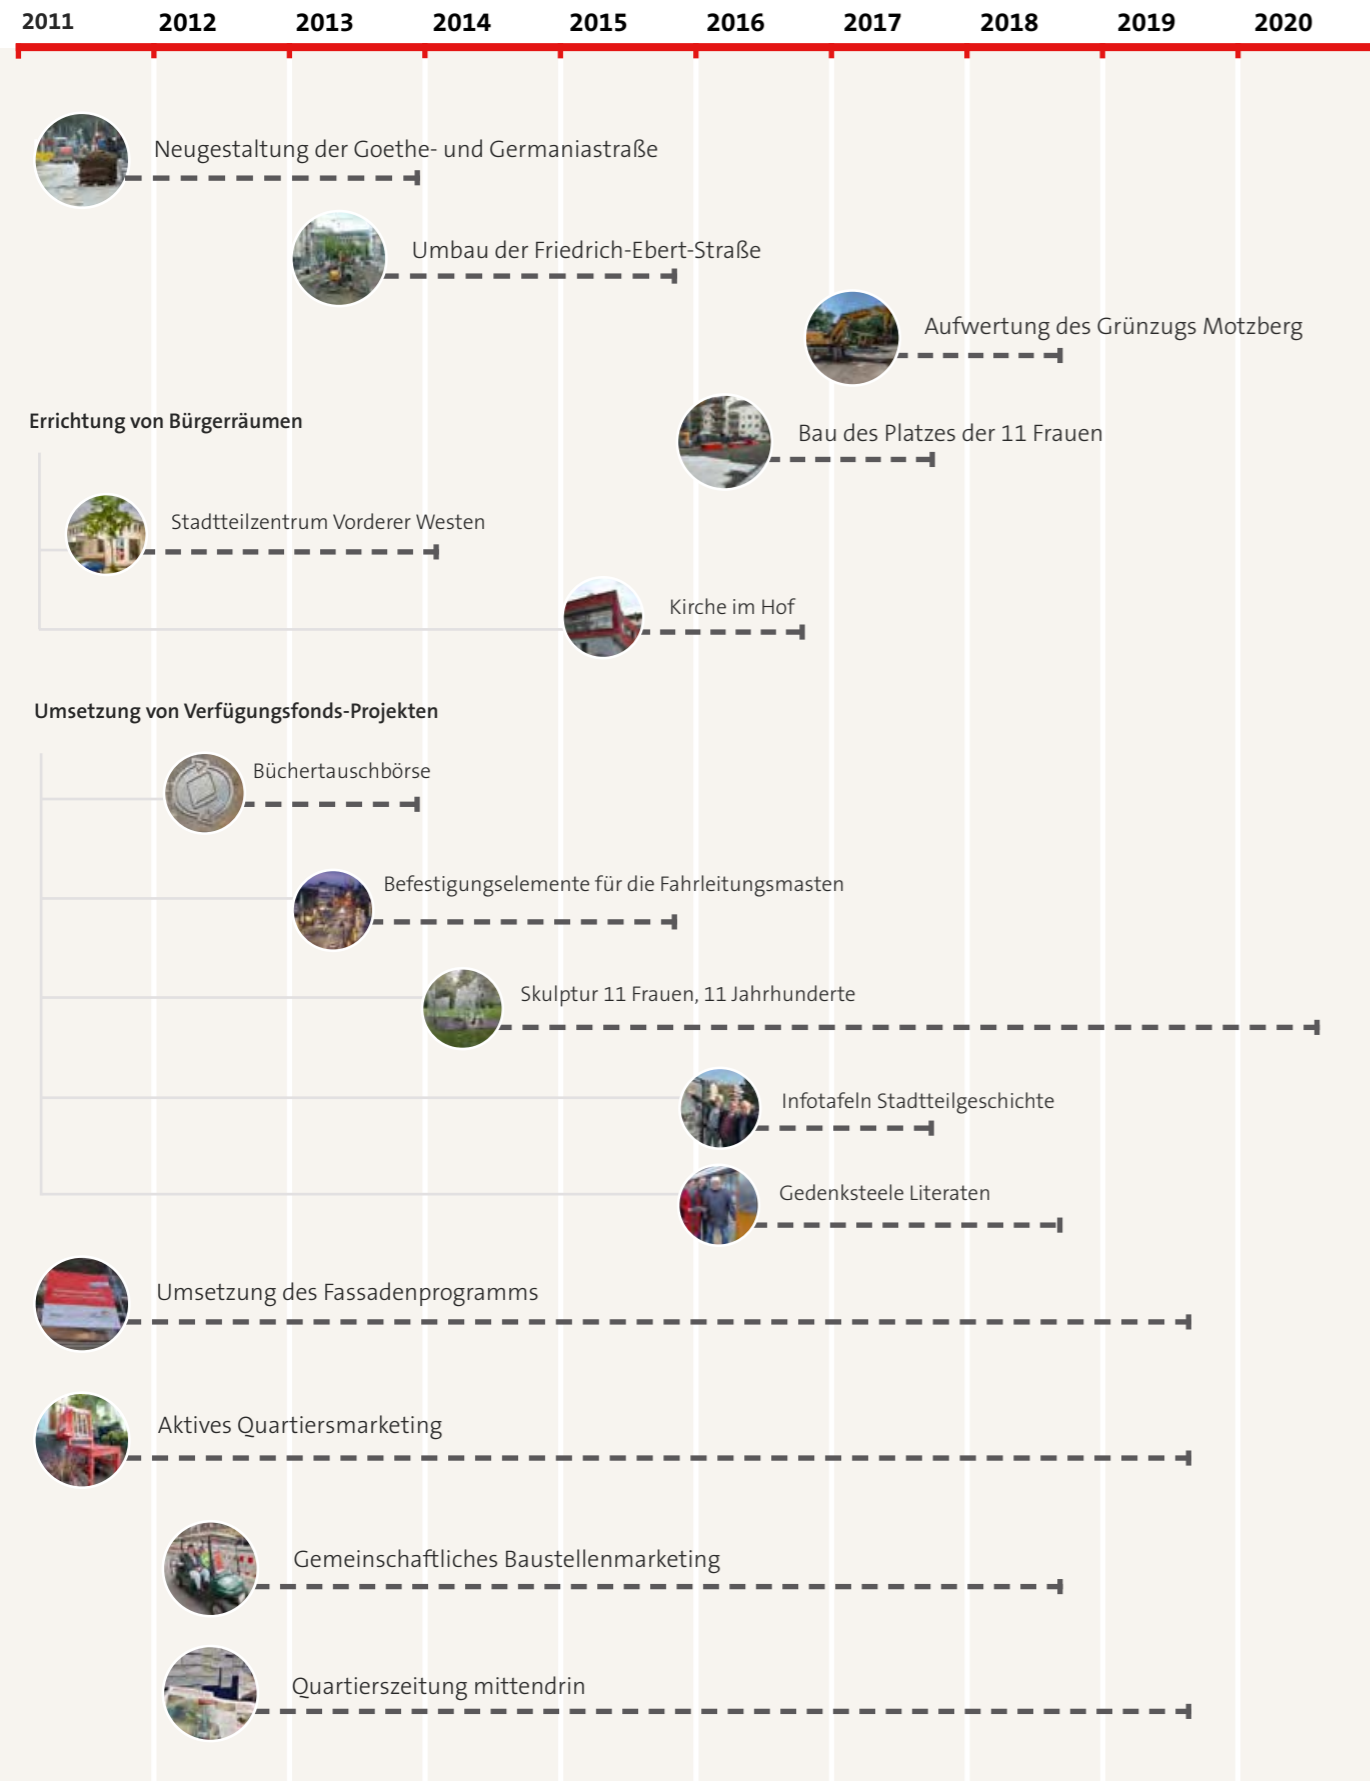 2011 2012 2013 2014 2015 2016 2017 2018 2019 2020
Neugestaltung der Goethe- und Germaniastraße
Umbau der Friedrich-Ebert-Straße
Aufwertung des Grünzugs Motzberg
Errichtung von Bürgerräumen
Bau des Platzes der 11 Frauen
Stadtteilzentrum Vorderer Westen
Kirche im Hof
Umsetzung von Verfügungsfonds-Projekten
Büchertauschbörse
Befestigungselemente für die Fahrleitungsmasten
Skulptur 11 Frauen, 11 Jahrhunderte
Infotafeln Stadtteilgeschichte
Gedenksteele Literaten
Umsetzung des Fassadenprogramms
Aktives Quartiersmarketing
Gemeinschaftliches Baustellenmarketing
Quartierszeitung mittendrin